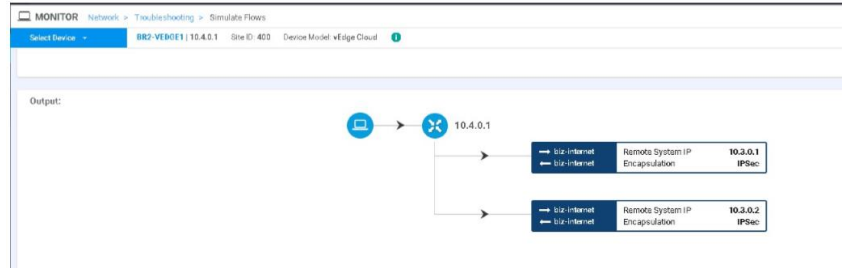 MONITOR Network > Troubleshooting > Simulate Flows
Select Device BR2-VEDGE1 | 10.4.0.1 Site ID: 400 Device Model: vEdge Cloud i
Output:
10.4.0.1
biz-internet Remote System IP 10.3.0.1
biz-internet Encapsulation IPSec
biz-internet Remote System IP 10.3.0.2
biz-internet Encapsulation IPSec